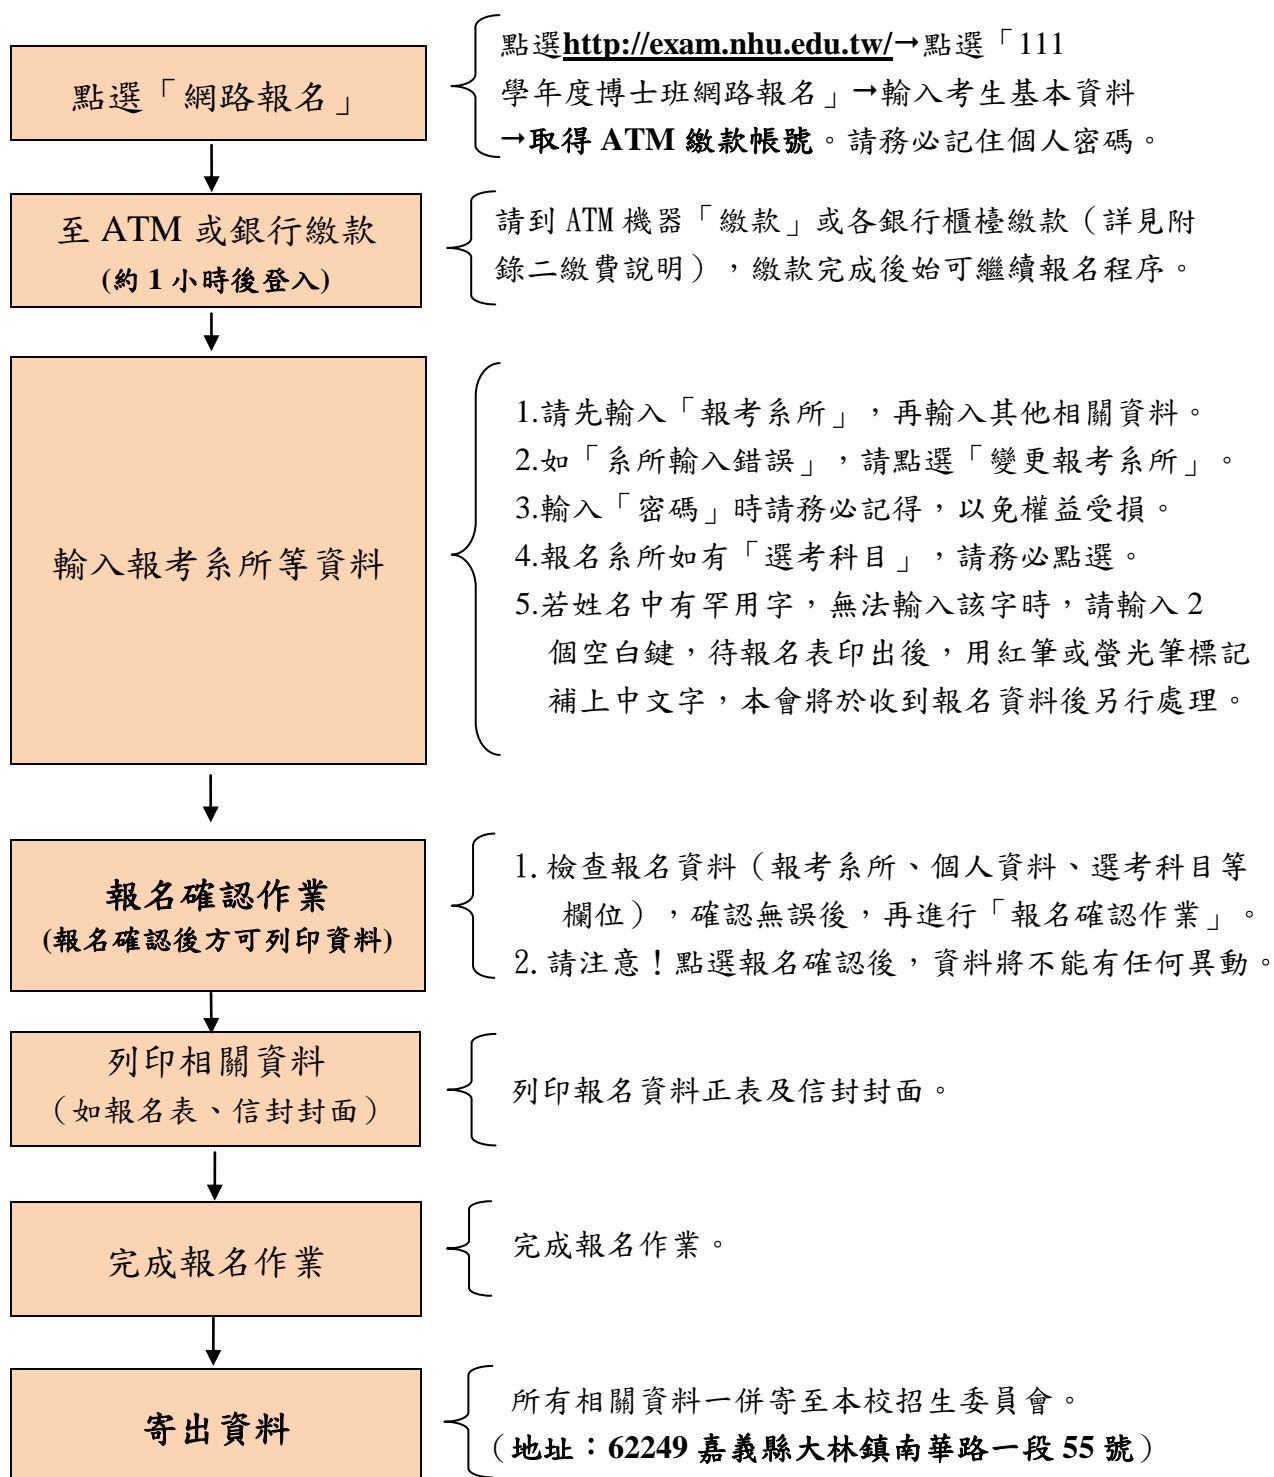 點選「網路報名」
點選http://exam.nhu.edu.tw/→點選「111
學年度博士班網路報名」→輸入考生基本資料
→取得 ATM 繳款帳號。請務必記住個人密碼。
至 ATM 或銀行繳款
(約 1 小時後登入)
請到 ATM 機器「繳款」或各銀行櫃檯繳款（詳見附
錄二繳費說明），繳款完成後始可繼續報名程序。
輸入報考系所等資料
1.請先輸入「報考系所」，再輸入其他相關資料。
2.如「系所輸入錯誤」，請點選「變更報考系所」。
3.輸入「密碼」時請務必記得，以免權益受損。
4.報名系所如有「選考科目」，請務必點選。
5.若姓名中有罕用字，無法輸入該字時，請輸入 2
個空白鍵，待報名表印出後，用紅筆或螢光筆標記
補上中文字，本會將於收到報名資料後另行處理。
報名確認作業
(報名確認後方可列印資料)
1.檢查報名資料（報考系所、個人資料、選考科目等
欄位），確認無誤後，再進行「報名確認作業」。
2.請注意！點選報名確認後，資料將不能有任何異動。
列印相關資料
（如報名表、信封封面）
列印報名資料正表及信封封面。
完成報名作業
完成報名作業。
寄出資料
所有相關資料一併寄至本校招生委員會。
（地址：62249 嘉義縣大林鎮南華路一段 55 號）